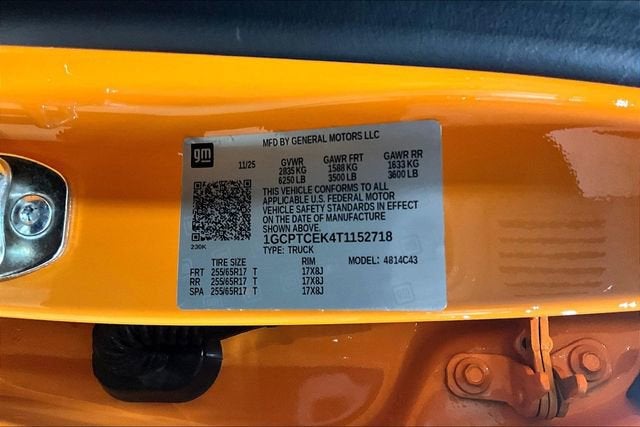 MFD BY GENERAL MOTORS LLC
gm
11/25 GVWR GAWR FRT GAWR RR
2835 KG 1588 KG 1633 KG
6250 LB 3500 LB 3600 LB
THIS VEHICLE CONFORMS TO ALL
APPLICABLE U.S. FEDERAL MOTOR
VEHICLE SAFETY STANDARDS IN EFFECT
ON THE DATE OF MANUFACTURE
SHOWN ABOVE.
230K
1GCPTCEK4T1152718
TYPE: TRUCK
TIRE SIZE RIM MODEL: 4814C43
FRT 255/65R17 T 17X8J
RR 255/65R17 T 17X8J
SPA 255/65R17 T 17X8J